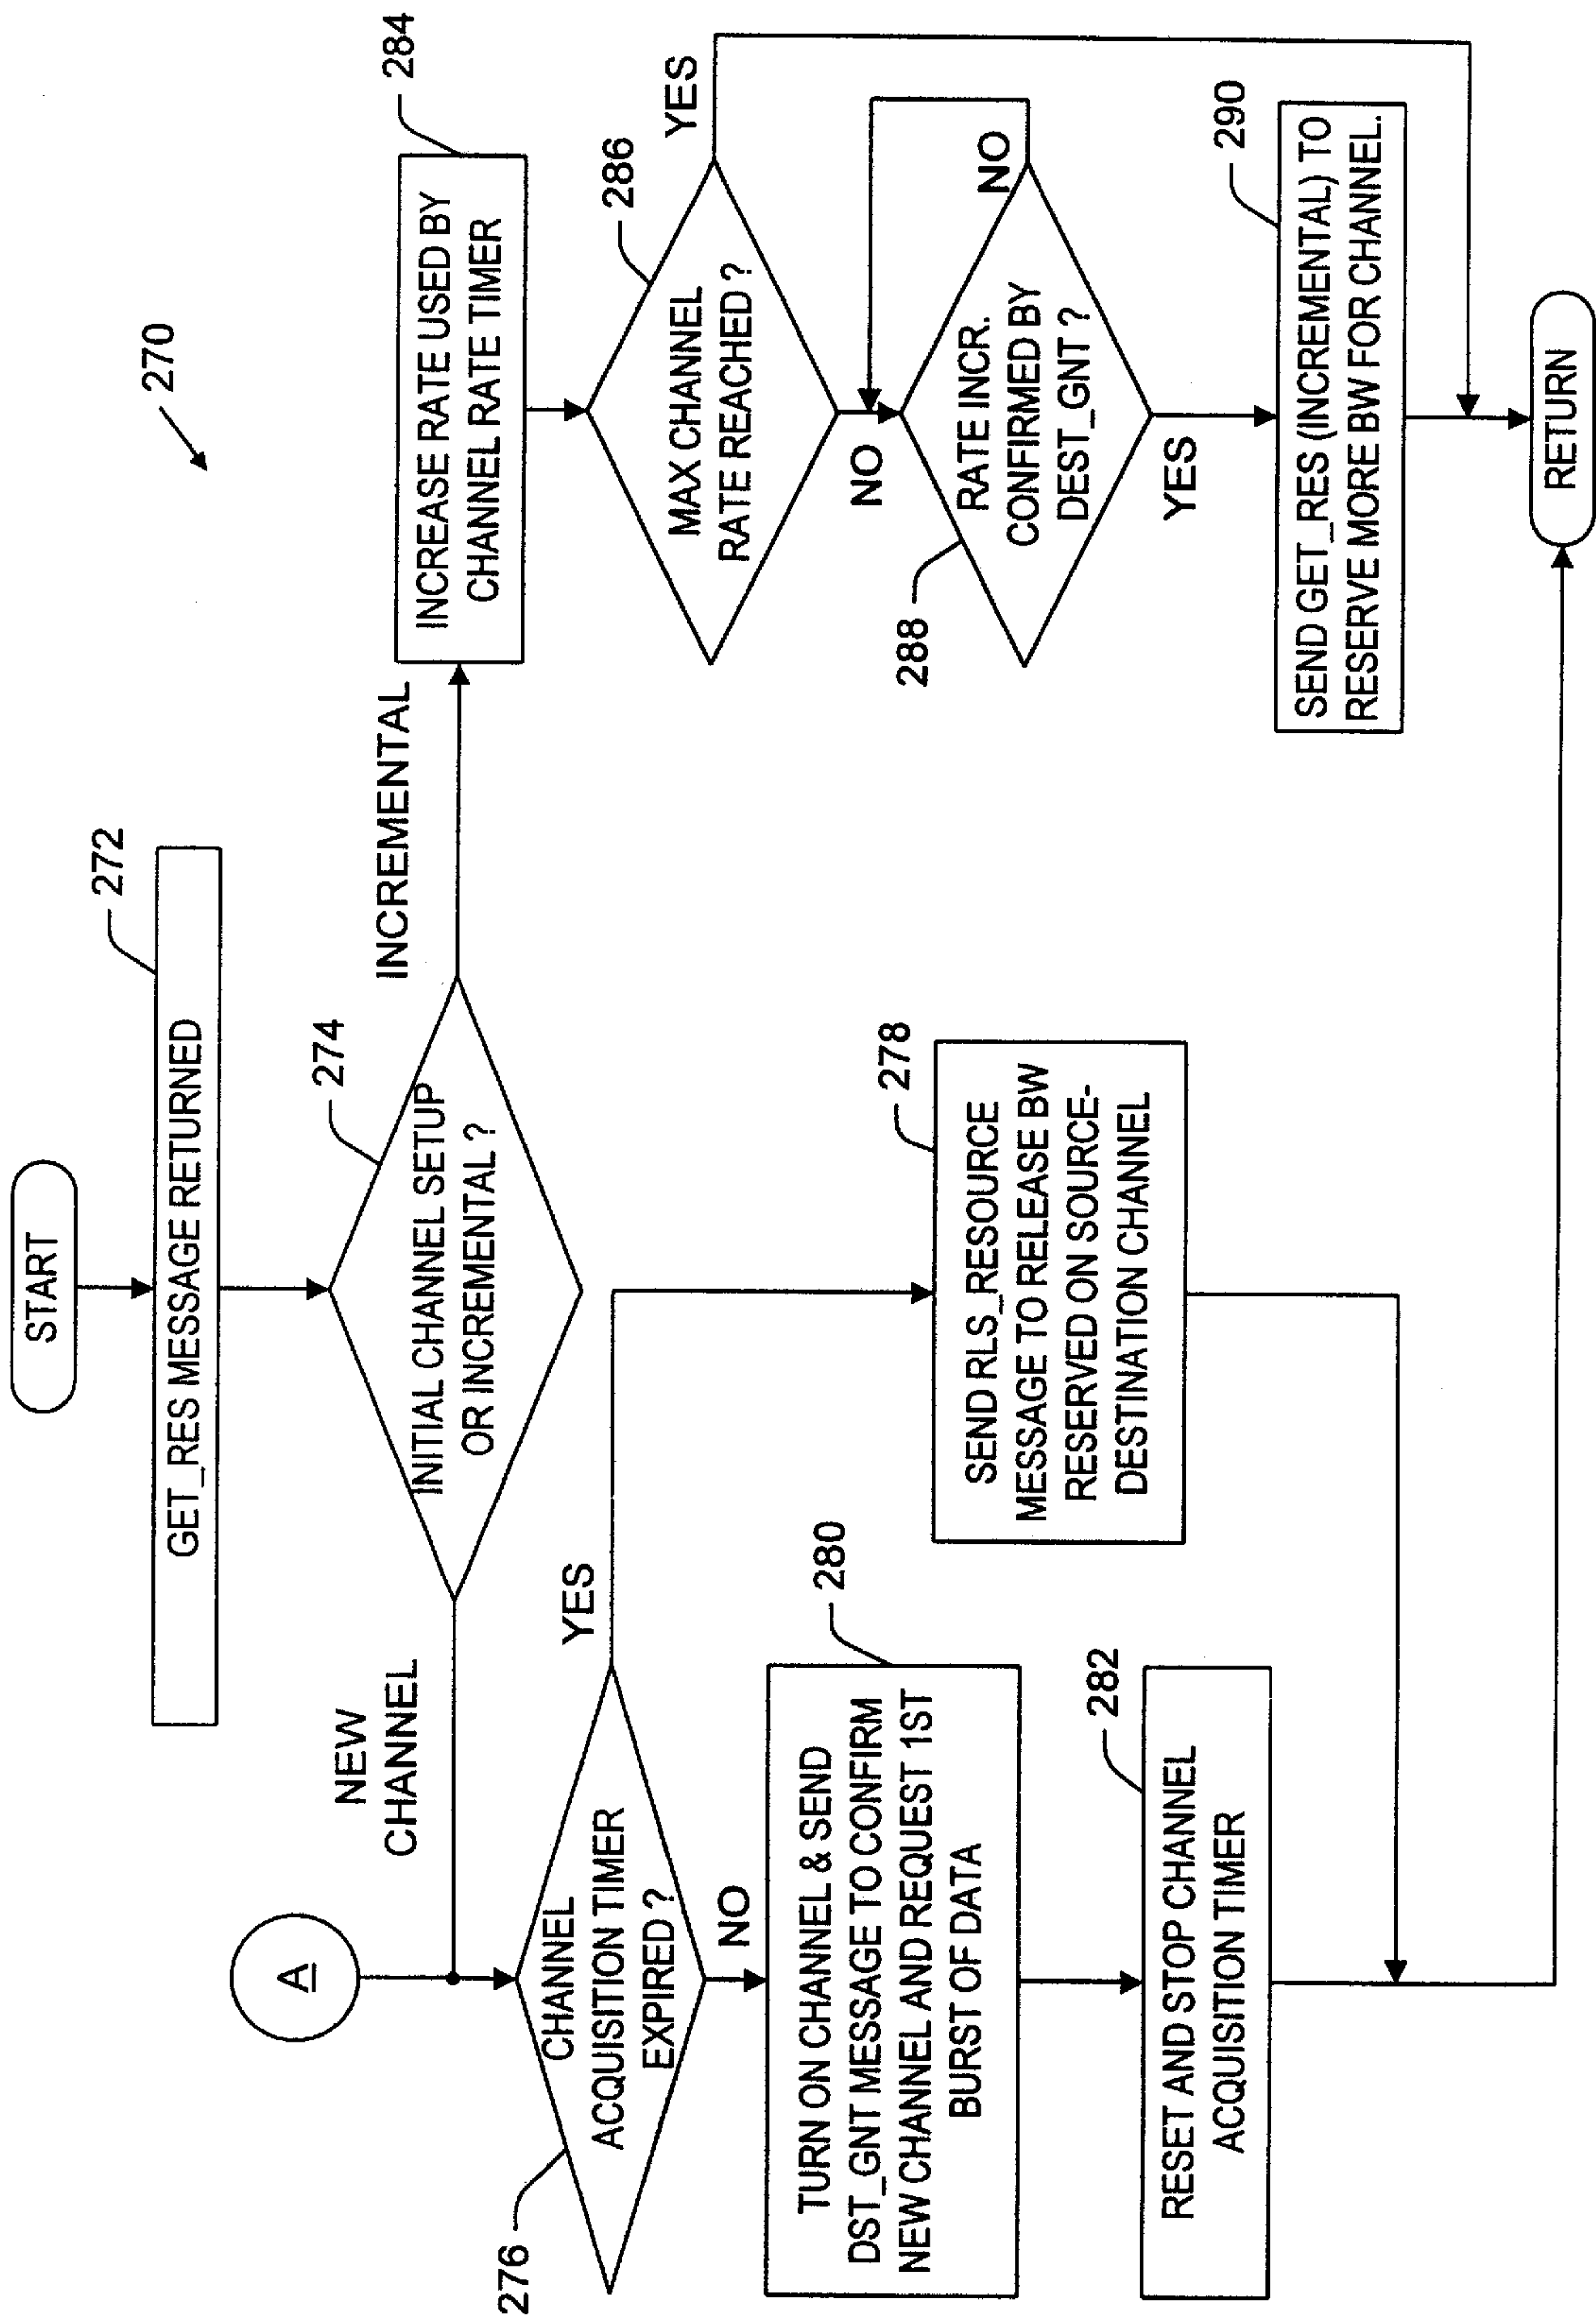 270
START
272
GET_RES MESSAGE RETURNED
274
INITIAL CHANNEL SETUP
OR INCREMENTAL ?
NEW
CHANNEL
INCREMENTAL
A
276
CHANNEL
ACQUISITION TIMER
EXPIRED ?
YES
NO
280
TURN ON CHANNEL & SEND
DST_GNT MESSAGE TO CONFIRM
NEW CHANNEL AND REQUEST 1ST
BURST OF DATA
282
RESET AND STOP CHANNEL
ACQUISITION TIMER
278
SEND RLS_RESOURCE
MESSAGE TO RELEASE BW
RESERVED ON SOURCE-
DESTINATION CHANNEL
284
INCREASE RATE USED BY
CHANNEL RATE TIMER
286
MAX CHANNEL
RATE REACHED ?
YES
NO
288
RATE INCR.
CONFIRMED BY
DEST_GNT ?
NO
YES
290
SEND GET_RES (INCREMENTAL) TO
RESERVE MORE BW FOR CHANNEL.
RETURN